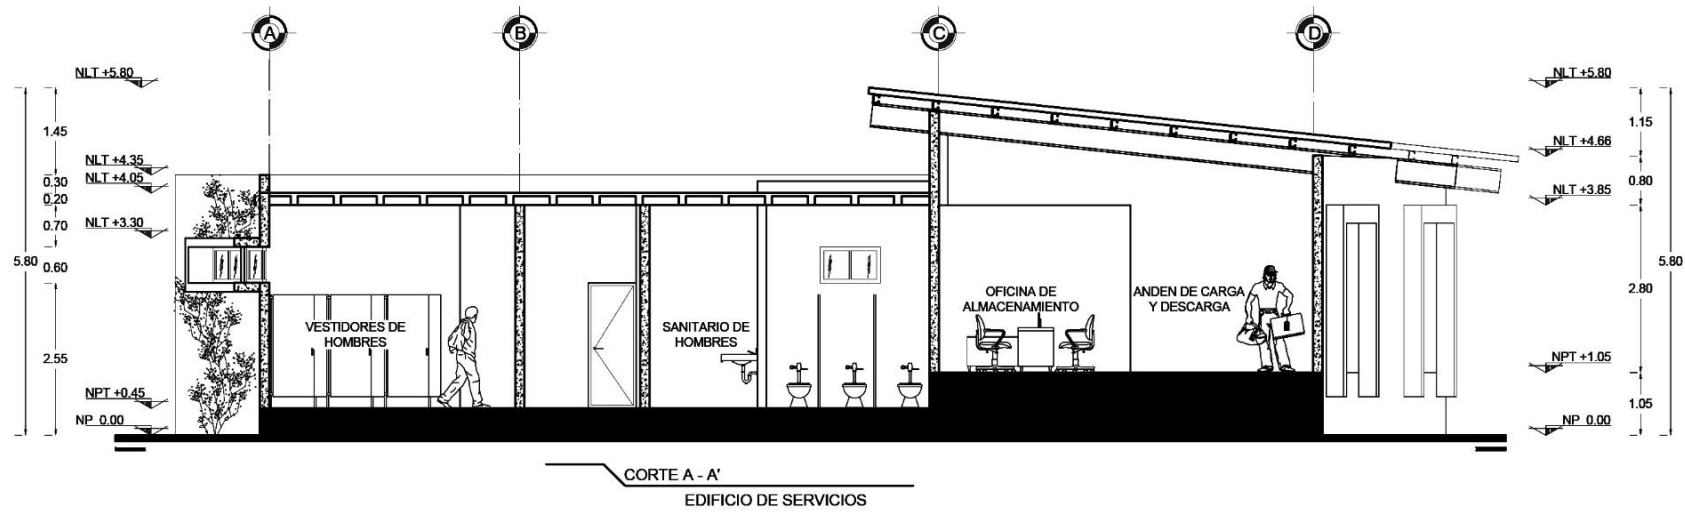 A
B
C
D
NLT +5.80
NLT +5.80
1.45
1.15
NLT +4.66
NLT +4.35
0.30
NLT +4.05
0.80
0.20
NLT +3.85
0.70
NLT +3.30
5.80
0.60
5.80
OFICINA DE
ALMACENAMIENTO
ANDEN DE CARGA
Y DESCARGA
2.80
VESTIDORES DE
HOMBRES
SANITARIO DE
HOMBRES
2.55
NPT +1.05
NPT +0.45
1.05
NP 0.00
NP 0.00
CORTE A - A'
EDIFICIO DE SERVICIOS